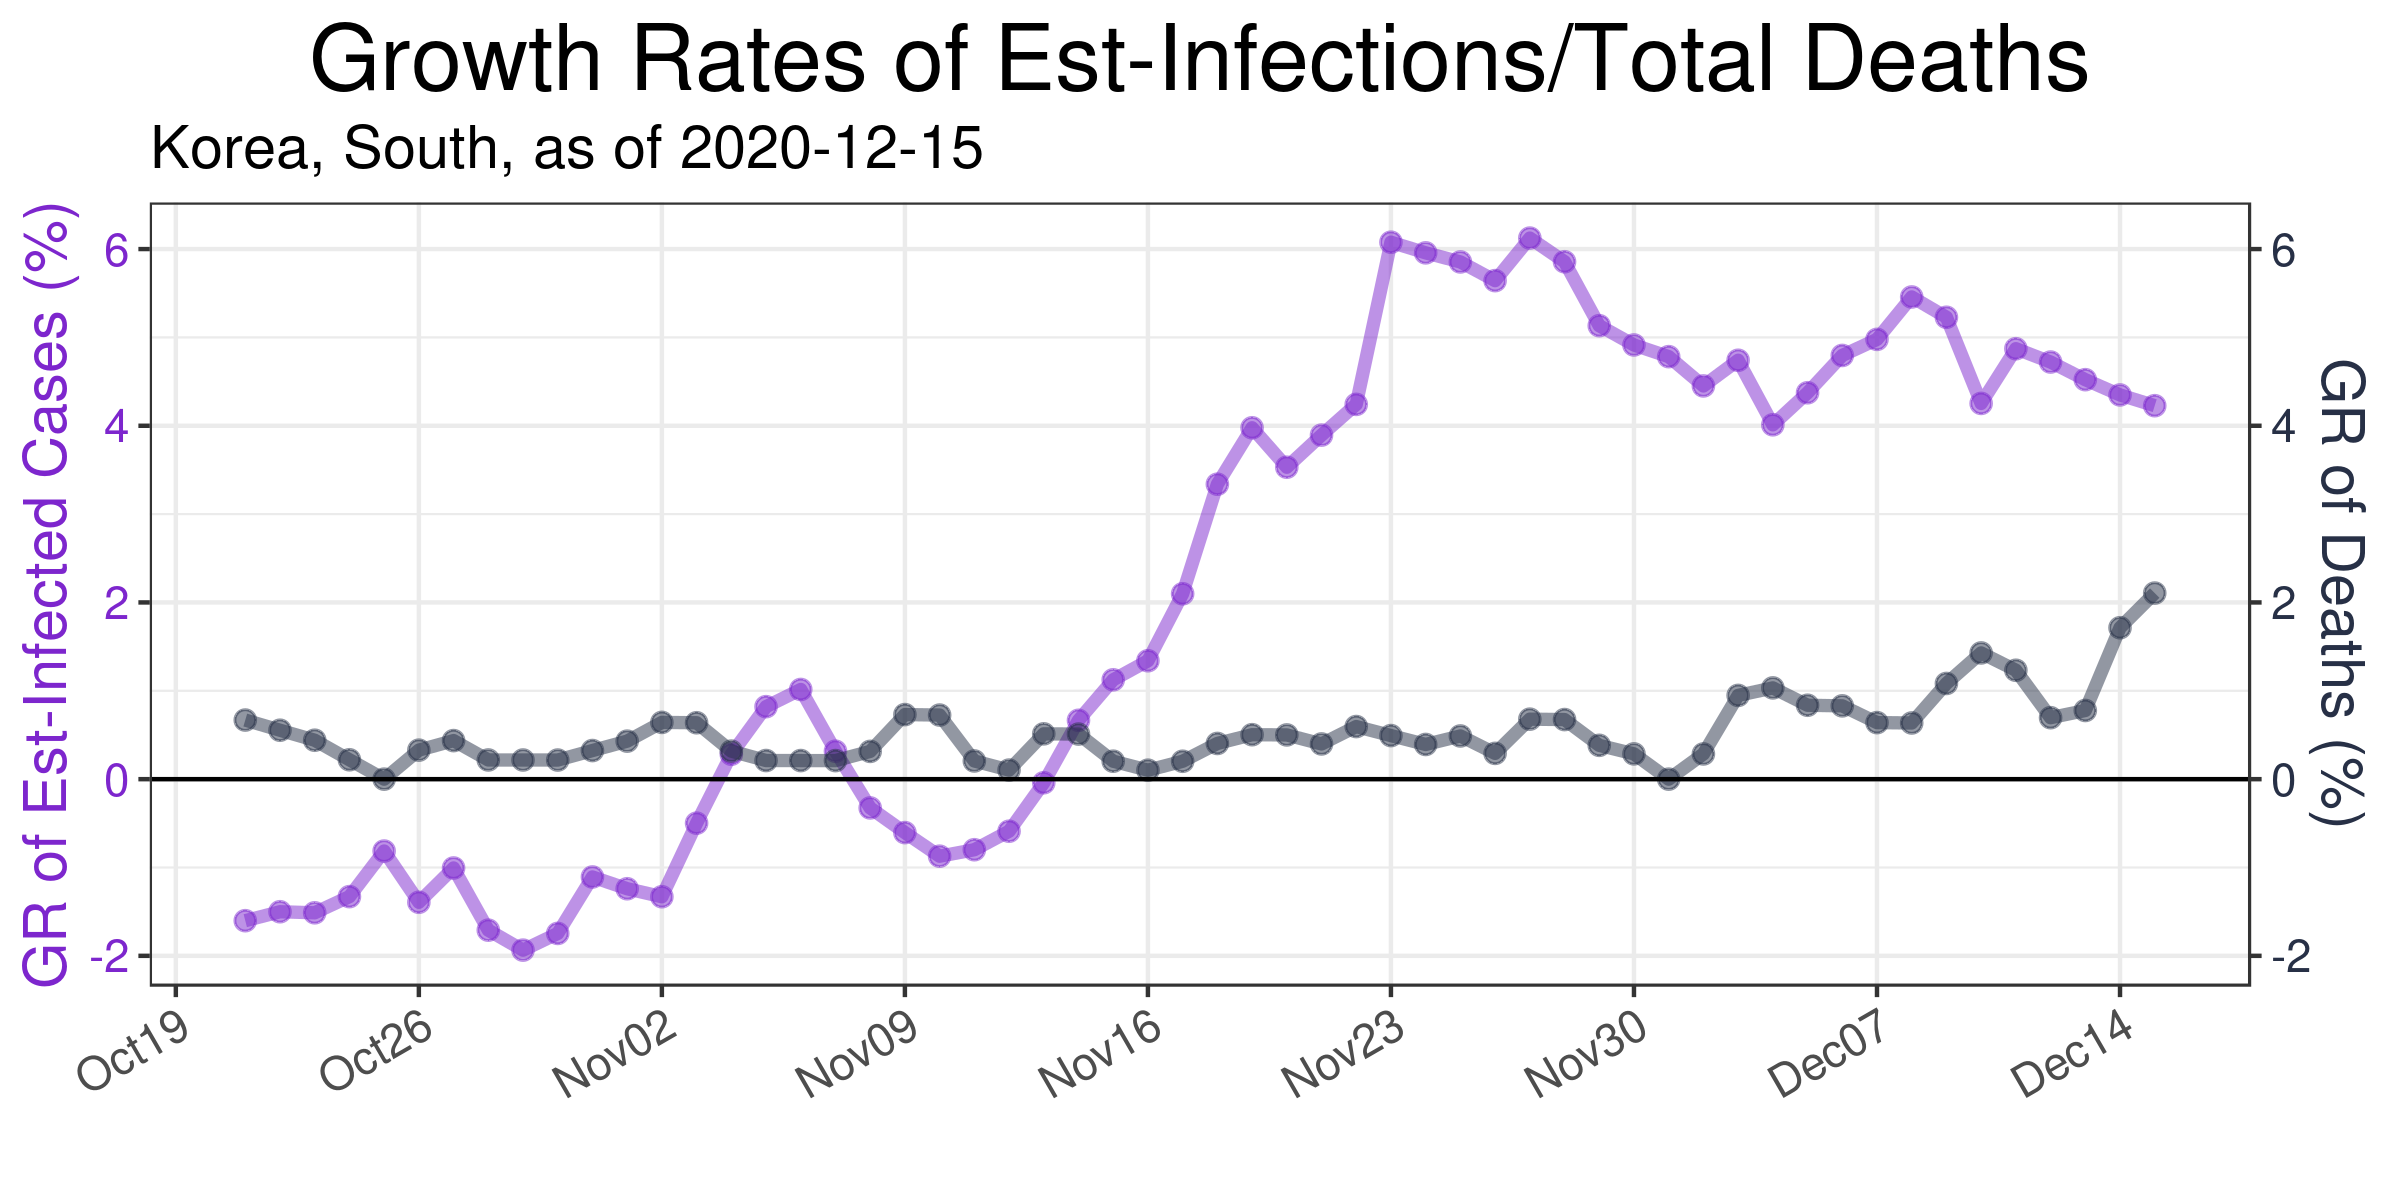 Growth Rates of Est-Infections/Total Deaths
Korea, South, as of 2020-12-15
GR of Est-Infected Cases (%)
6
4
2
0
-2
6
4
2
0
-2
GR of Deaths (%)
Oct19
Oct26
Nov02
Nov09
Nov16
Nov23
Nov30
Dec07
Dec14